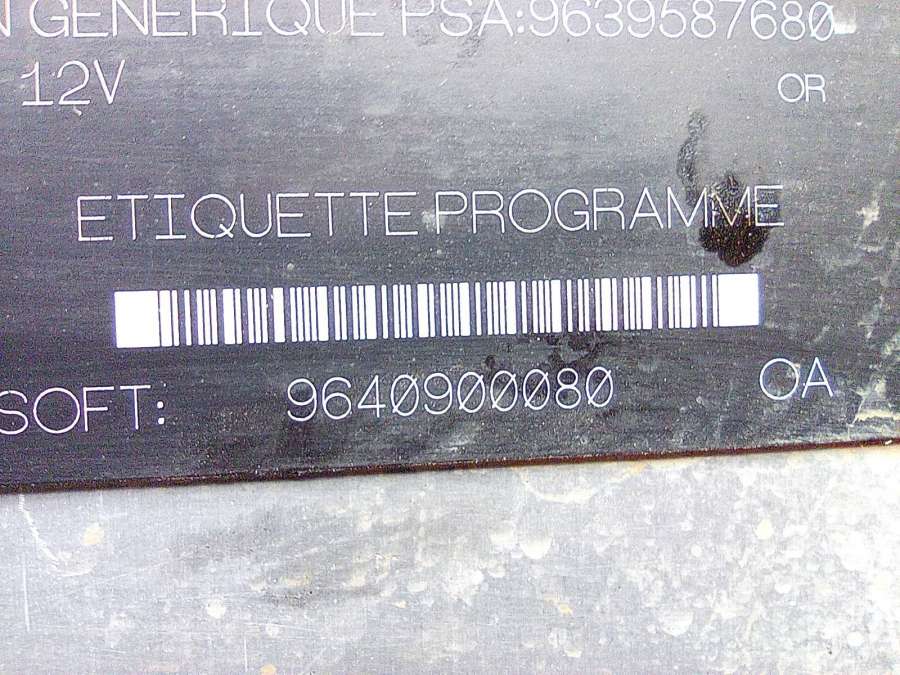 N GENERIQUE PSA:9639587680
12V OR
ETIQUETTE PROGRAMME
SOFT: 9640900080 OA